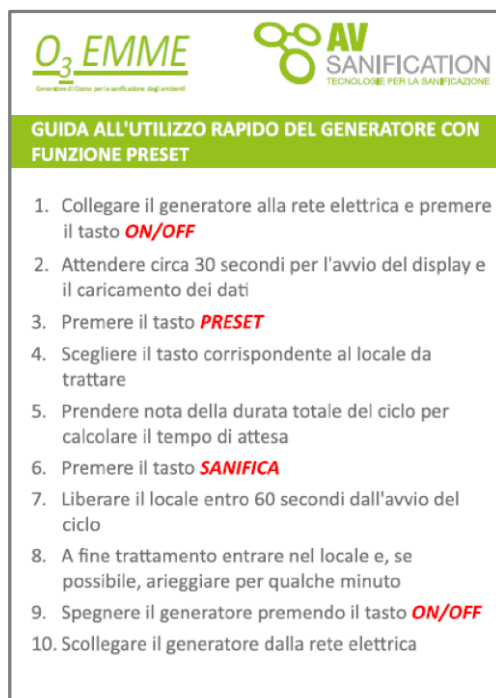 O3 EMME
Generatore di Ozono per la sanificazione degli ambienti
AV
SANIFICATION
TECNOLOGIE PER LA SANIFICAZIONE
GUIDA ALL'UTILIZZO RAPIDO DEL GENERATORE CON
FUNZIONE PRESET
1. Collegare il generatore alla rete elettrica e premere
il tasto ON/OFF
2. Attendere circa 30 secondi per l'avvio del display e
il caricamento dei dati
3. Premere il tasto PRESET
4. Scegliere il tasto corrispondente al locale da
trattare
5. Prendere nota della durata totale del ciclo per
calcolare il tempo di attesa
6. Premere il tasto SANIFICA
7. Liberare il locale entro 60 secondi dall'avvio del
ciclo
8. A fine trattamento entrare nel locale e, se
possibile, arieggiare per qualche minuto
9. Spegnere il generatore premendo il tasto ON/OFF
10. Scollegare il generatore dalla rete elettrica